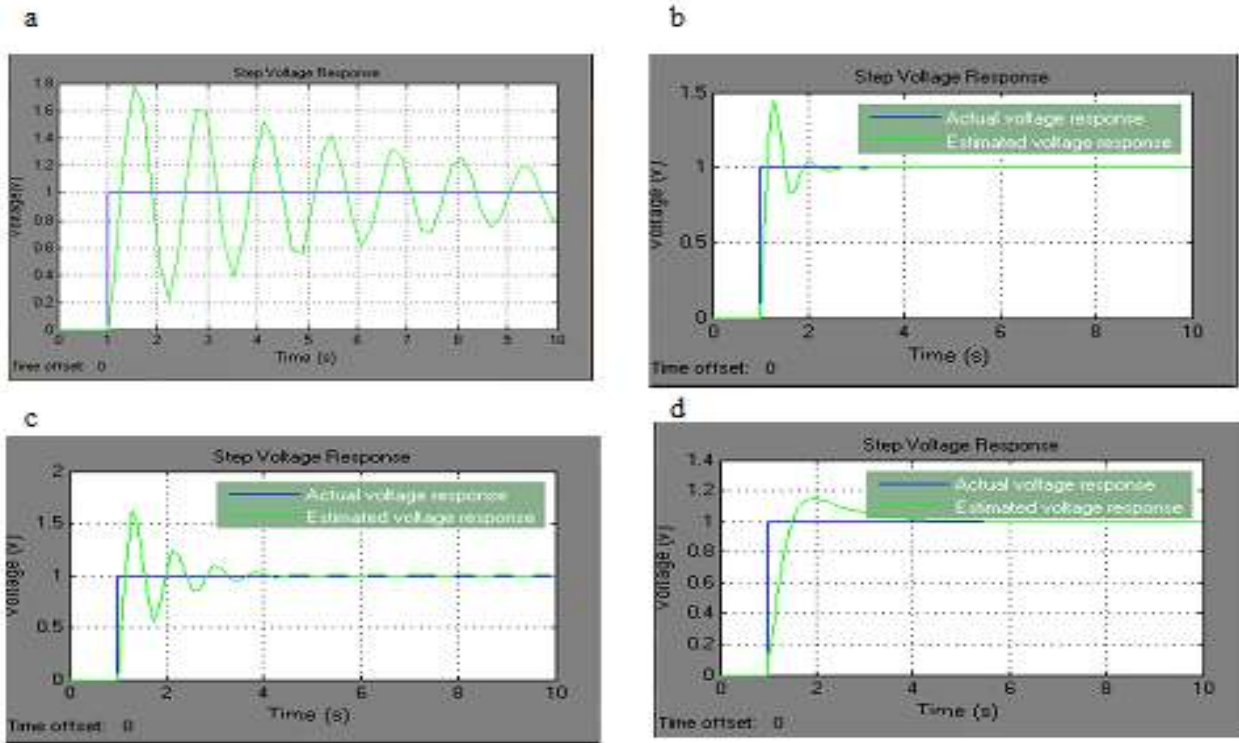 a
Step Voltage Response
1.8
1.6
1.4
1.2
1
0.8
0.6
0.4
0.2
0
Voltage(v)
0 1 2 3 4 5 6 7 8 9 10
Time (s)
Time offset: 0
b
Step Voltage Response
1.5
1
0.5
0
Voltage (v)
Actual voltage response
Estimated voltage response
0 2 4 6 8 10
Time (s)
Time offset: 0
c
Step Voltage Response
2
1.5
1
0.5
0
Voltage (v)
Actual voltage response
Estimated voltage response
0 2 4 6 8 10
Time (s)
Time offset: 0
d
Step Voltage Response
1.4
1.2
1
0.8
0.6
0.4
0.2
0
Voltage (v)
Actual voltage response
Estimated voltage response
0 2 4 6 8 10
Time (s)
Time offset: 0